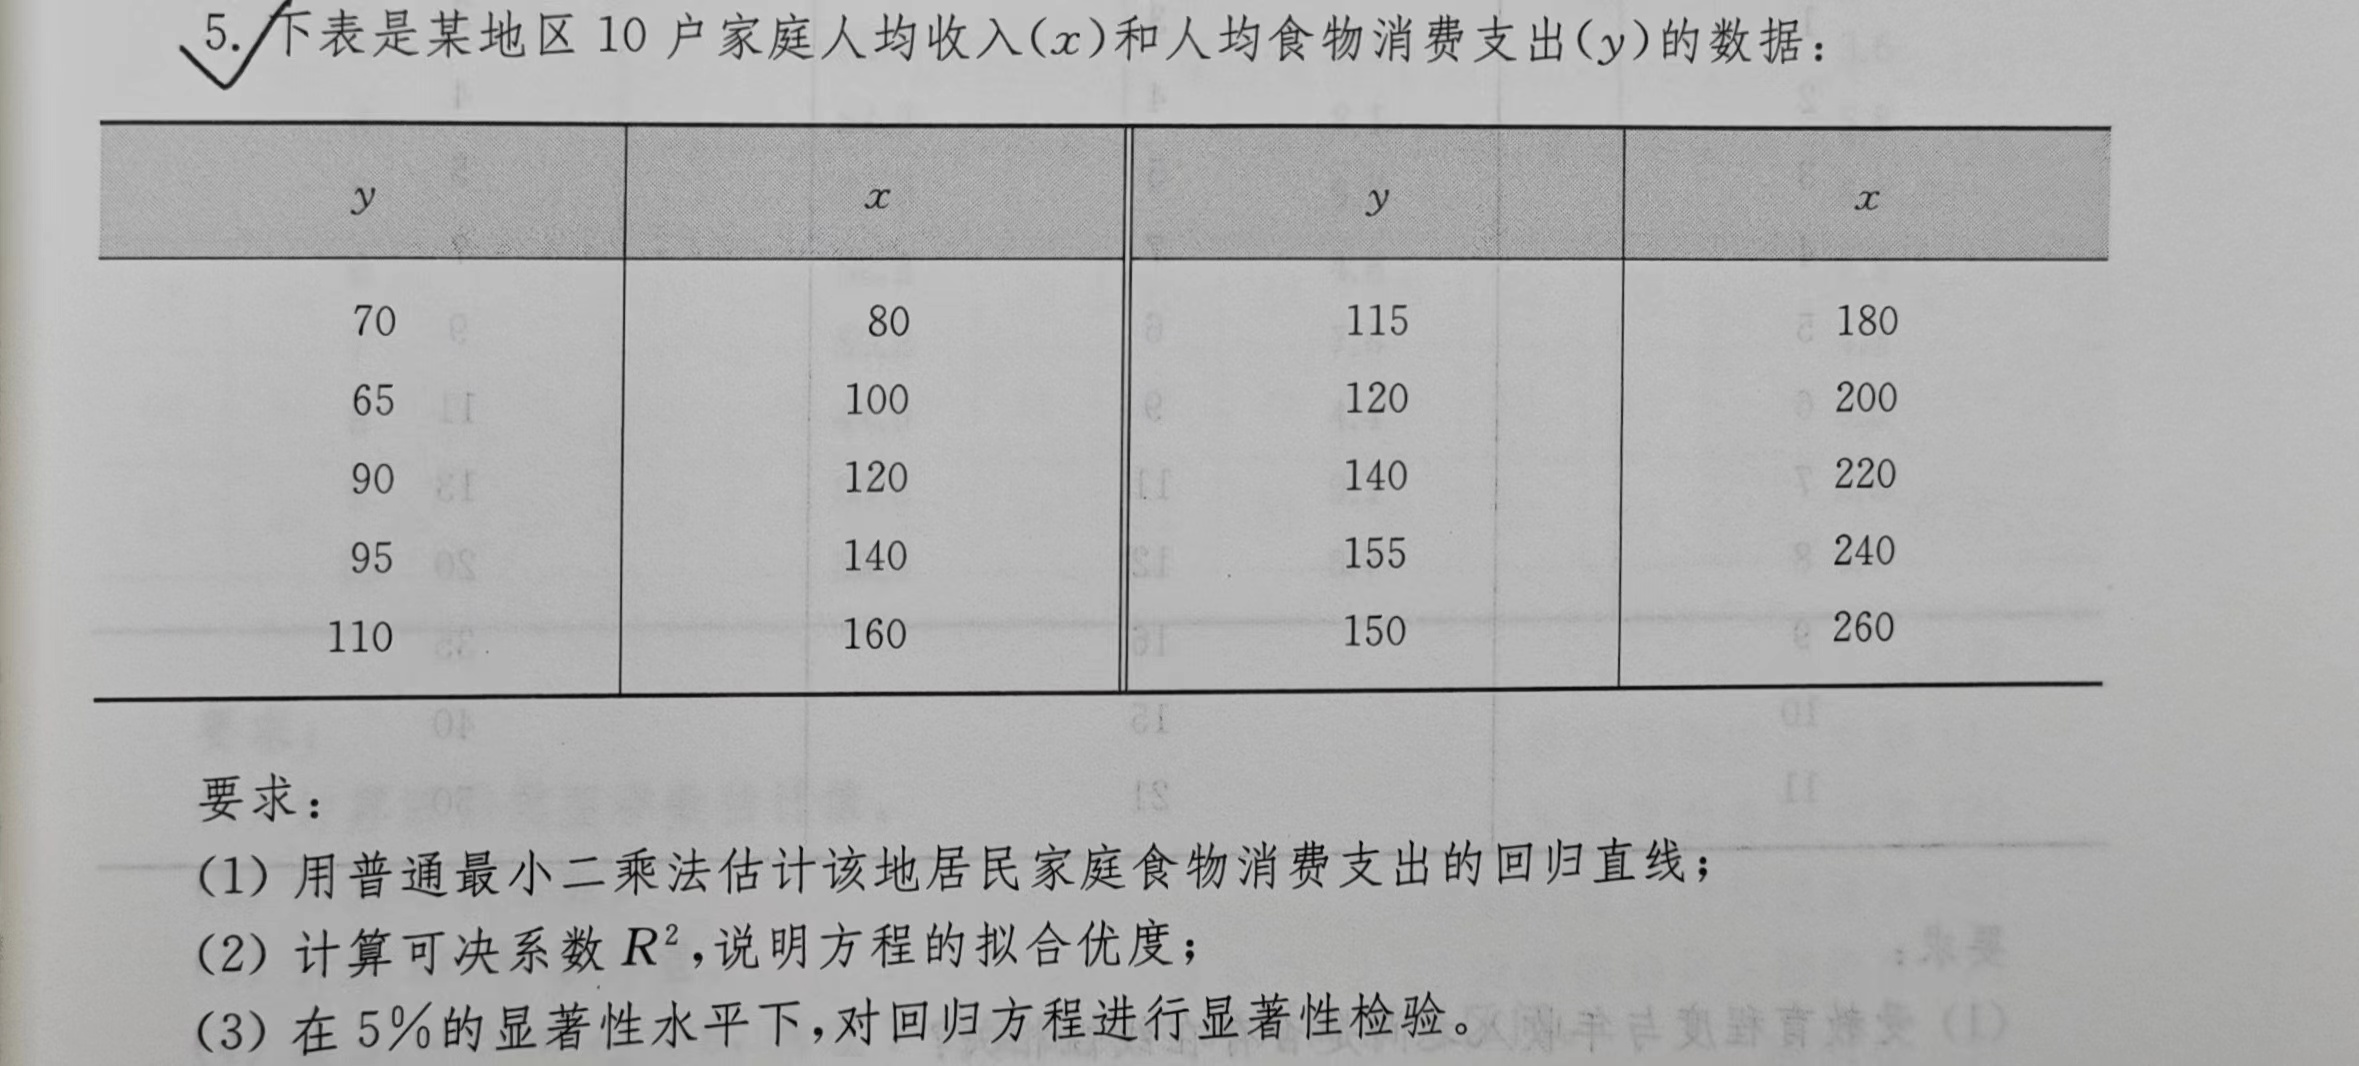 5. 下表是某地区 10 户家庭人均收入(x)和人均食物消费支出(y)的数据:
y x y x
70 80 115 180
65 100 120 200
90 120 140 220
95 140 155 240
110 160 150 260
要求:
(1) 用普通最小二乘法估计该地居民家庭食物消费支出的回归直线;
(2) 计算可决系数 R²,说明方程的拟合优度;
(3) 在 5%的显著性水平下,对回归方程进行显著性检验。